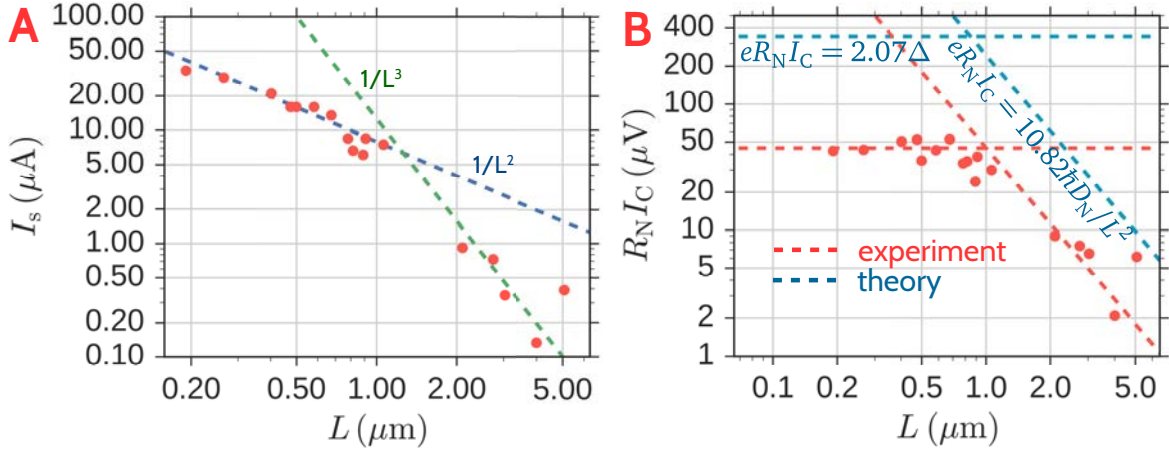 A
100.00
50.00
20.00
10.00
5.00
2.00
1.00
0.50
0.20
0.10
I_s (μA)
1/L³
1/L²
0.20 0.50 1.00 2.00 5.00
L (μm)
B
400
200
100
50
20
10
5
2
1
R_N I_C (μV)
eR_N I_C = 2.07Δ
eR_N I_C = 10.82ħD_N/L²
experiment
theory
0.1 0.2 0.5 1.0 2.0 5.0
L (μm)